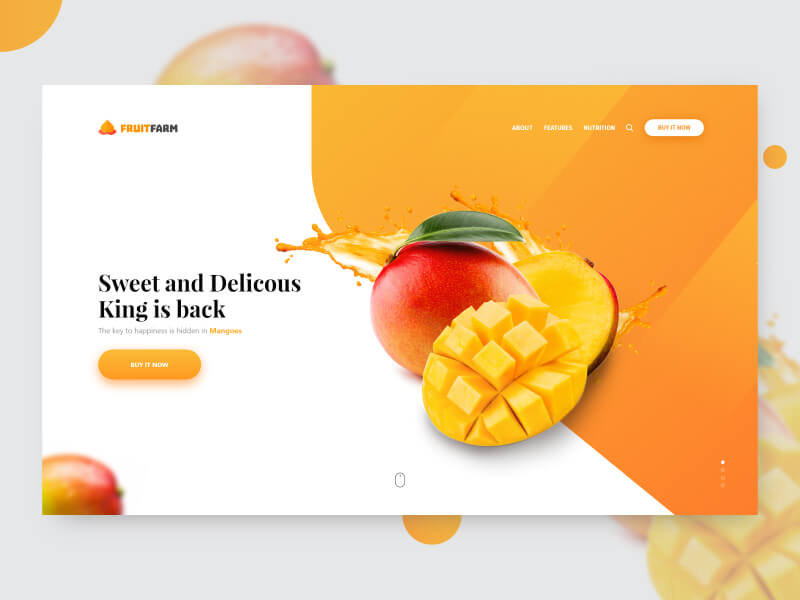 FRUITFARM
ABOUT FEATURES NUTRITION BUY IT NOW
Sweet and Delicous
King is back
The key to happiness is hidden in Mangoes
BUY IT NOW